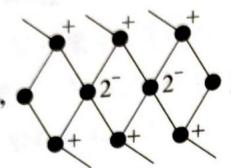 + + +
, 2⁻ 2⁻
+ + +